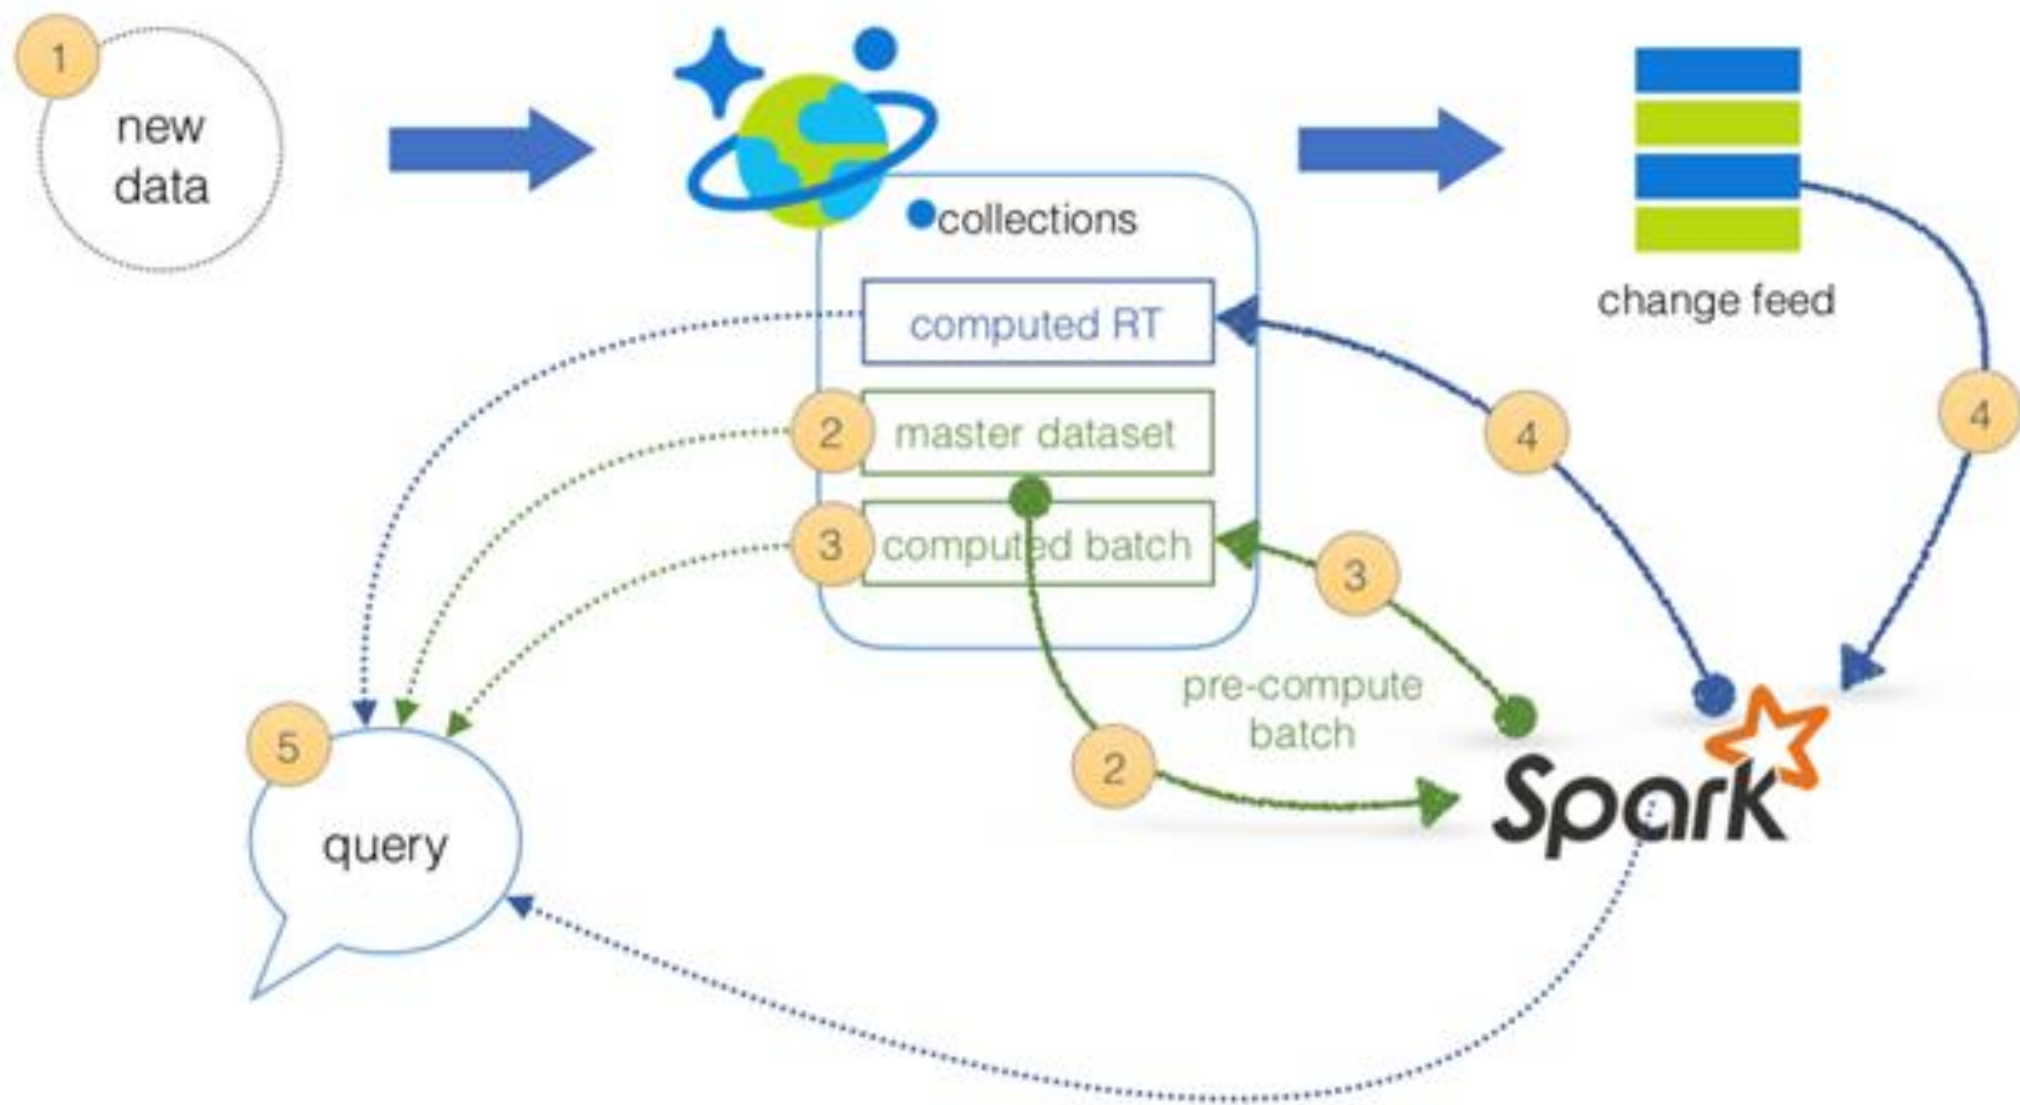 1
new
data
collections
computed RT
change feed
4
4
2
master dataset
3
computed batch
3
pre-compute
batch
2
5
query
Spark